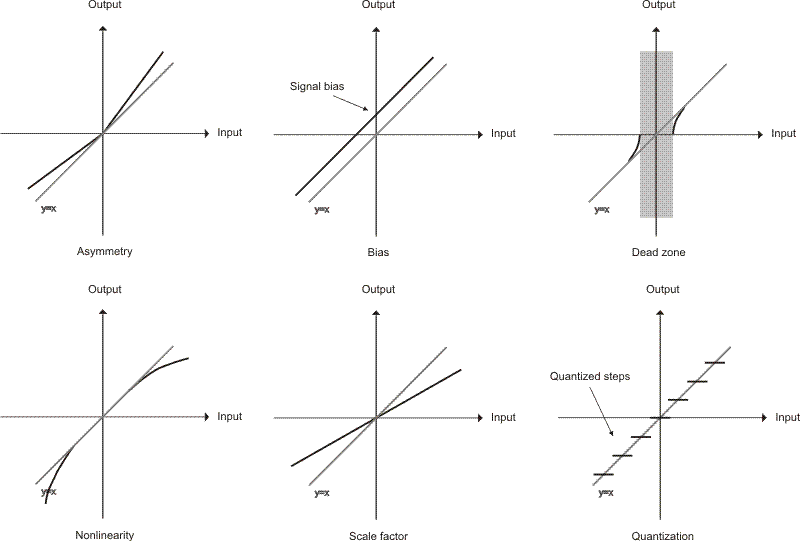 Output
Output
Output
Signal bias
Input
Input
Input
y=x
y=x
y=x
Asymmetry
Bias
Dead zone
Output
Output
Output
Quantized steps
Input
Input
Input
y=x
y=x
y=x
Nonlinearity
Scale factor
Quantization